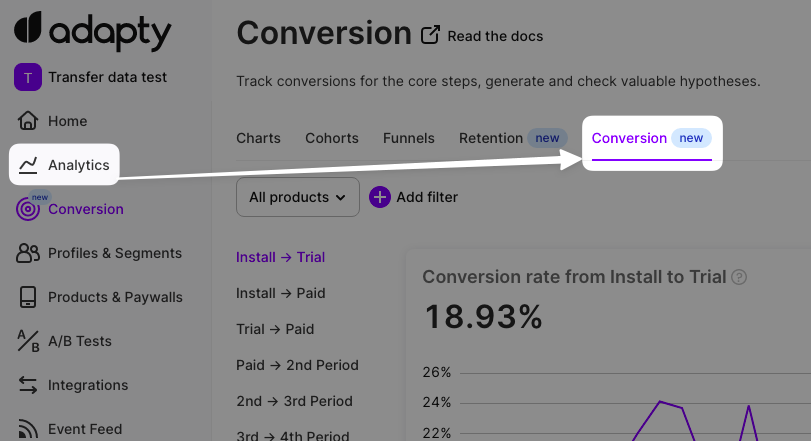 adapty
T Transfer data test
Home
Analytics
new
Conversion
Profiles & Segments
Products & Paywalls
A/B Tests
Integrations
Event Feed
Conversion Read the docs
Track conversions for the core steps, generate and check valuable hypotheses.
Charts Cohorts Funnels Retention new Conversion new
All products Add filter
Install → Trial
Install → Paid
Trial → Paid
Paid → 2nd Period
2nd → 3rd Period
3rd → 4th Period
Conversion rate from Install to Trial ?
18.93%
26%
24%
22%